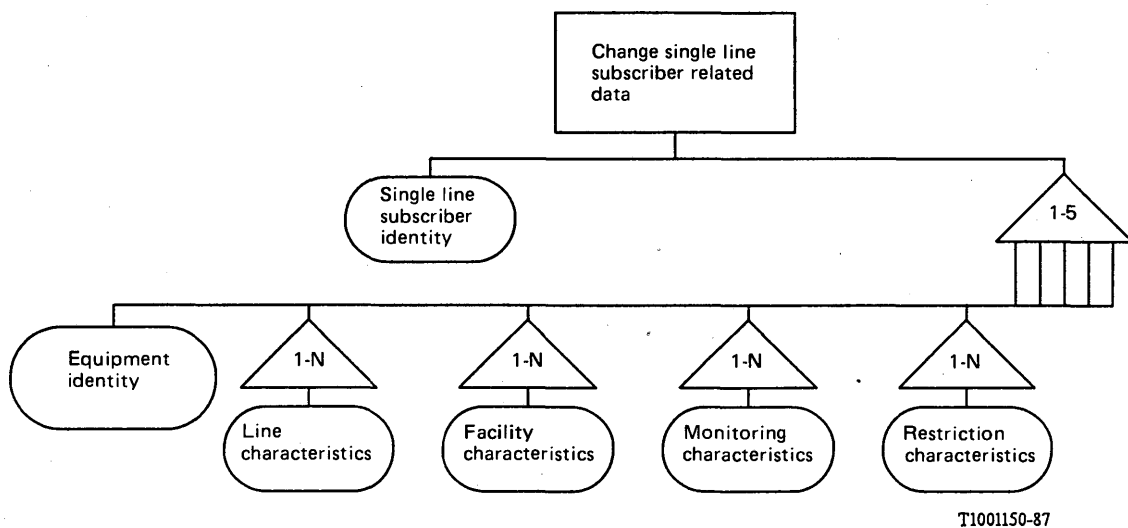 Change single line
subscriber related
data
Single line
subscriber
identity
1-5
Equipment
identity
1-N
1-N
1-N
1-N
Line
characteristics
Facility
characteristics
Monitoring
characteristics
Restriction
characteristics
T1001150-87